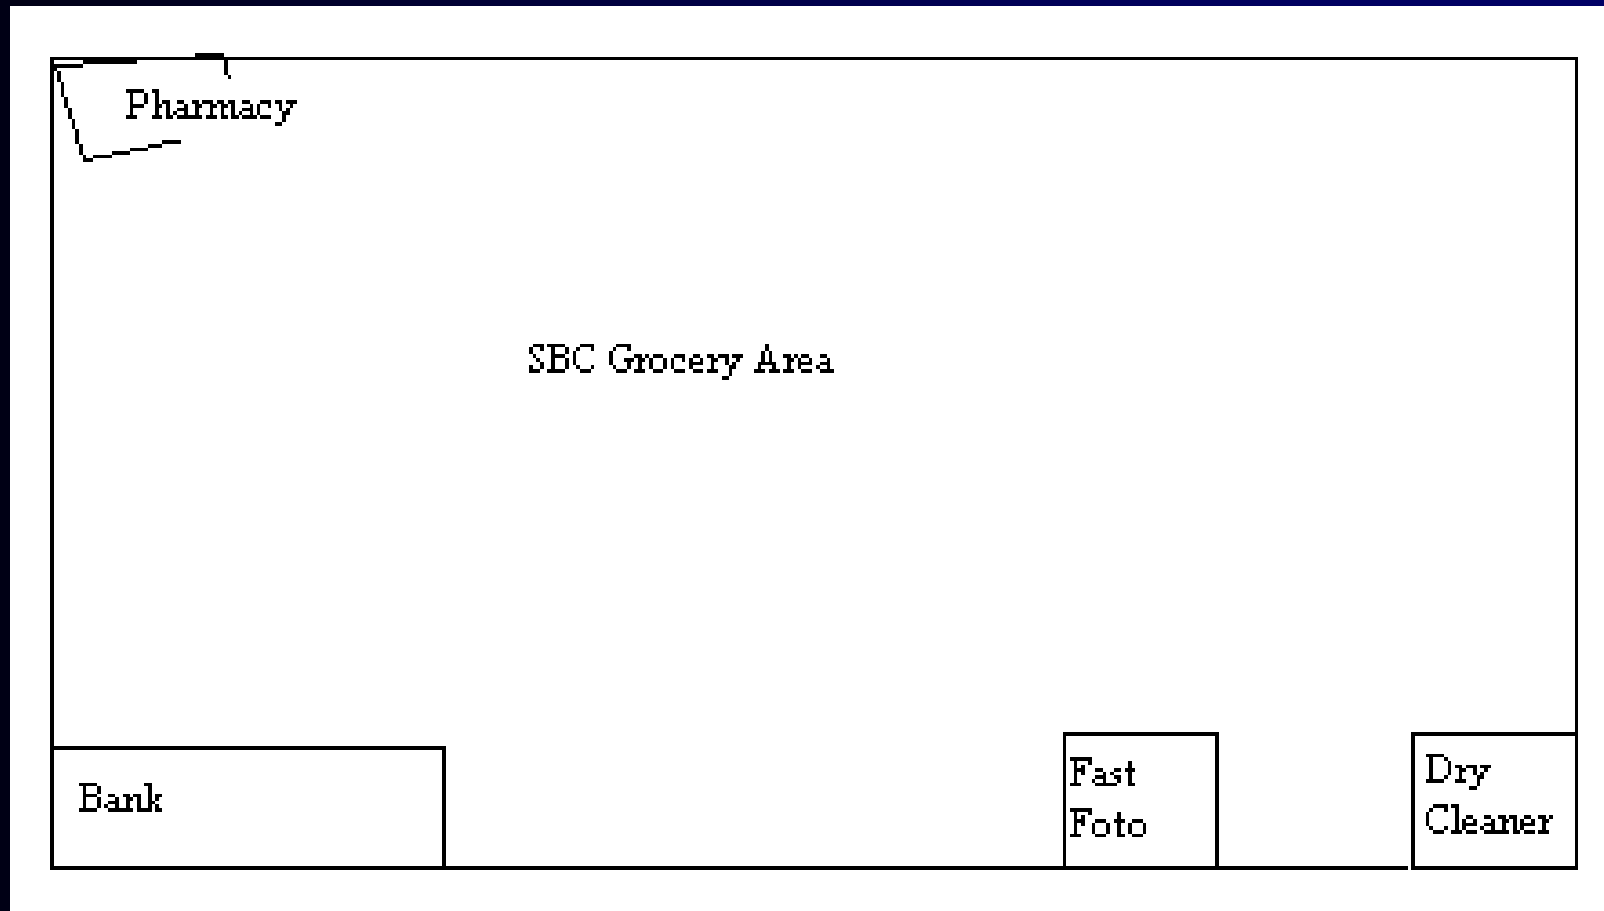 Pharmacy
SBC Grocery Area
Bank
Fast
Foto
Dry
Cleaner